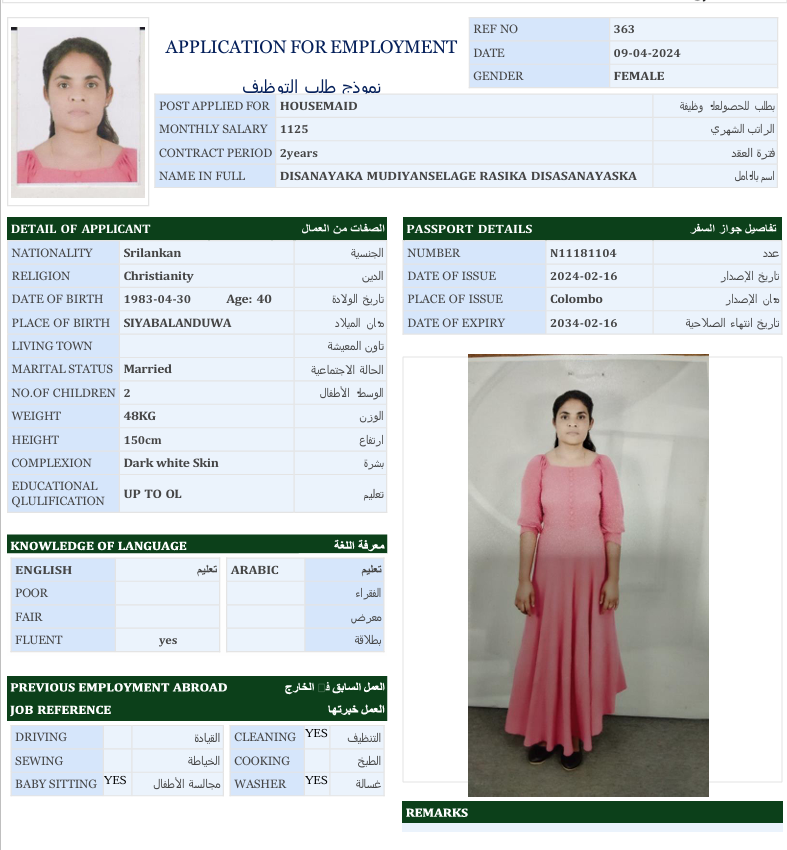 APPLICATION FOR EMPLOYMENT
نموذج طلب التوظيف
REF NO 363
DATE 09-04-2024
GENDER FEMALE
POST APPLIED FOR HOUSEMAID بطلب للحصولعلى وظيفة
MONTHLY SALARY 1125 الراتب الشهري
CONTRACT PERIOD 2years فترة العقد
NAME IN FULL DISANAYAKA MUDIYANSELAGE RASIKA DISASANAYASKA اسم بالكامل
DETAIL OF APPLICANT الصفات من العمال
NATIONALITY Srilankan الجنسية
RELIGION Christianity الدين
DATE OF BIRTH 1983-04-30 Age: 40 تاريخ الولادة
PLACE OF BIRTH SIYABALANDUWA مكان الميلاد
LIVING TOWN تاون المعيشة
MARITAL STATUS Married الحالة الاجتماعية
NO.OF CHILDREN 2 الأطفال
WEIGHT 48KG الوزن
HEIGHT 150cm ارتفاع
COMPLEXION Dark white Skin بشرة
EDUCATIONAL
QLULIFICATION UP TO OL تعليم
KNOWLEDGE OF LANGUAGE معرفة اللغة
ENGLISH تعليم ARABIC تعليم
POOR الفقراء
FAIR معرض
FLUENT yes بطلاقة
PREVIOUS EMPLOYMENT ABROAD العمل السابق الخارج
JOB REFERENCE العمل خبرتها
DRIVING القيادة CLEANING YES التنظيف
SEWING الخياطة COOKING الطبخ
BABY SITTING YES مجالسة الأطفال WASHER YES غسالة
PASSPORT DETAILS تفاصيل جواز السفر
NUMBER N11181104 عدد
DATE OF ISSUE 2024-02-16 تاريخ الإصدار
PLACE OF ISSUE Colombo مكان الإصدار
DATE OF EXPIRY 2034-02-16 تاريخ انتهاء الصلاحية
REMARKS